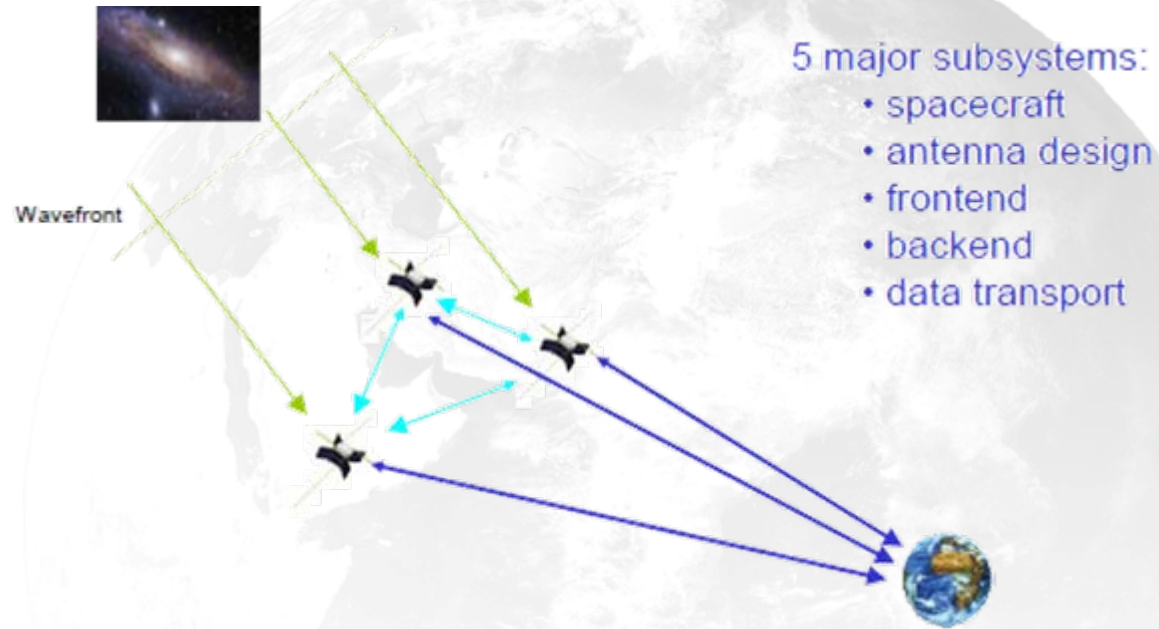 5 major subsystems:
• spacecraft
• antenna design
• frontend
• backend
• data transport
Wavefront